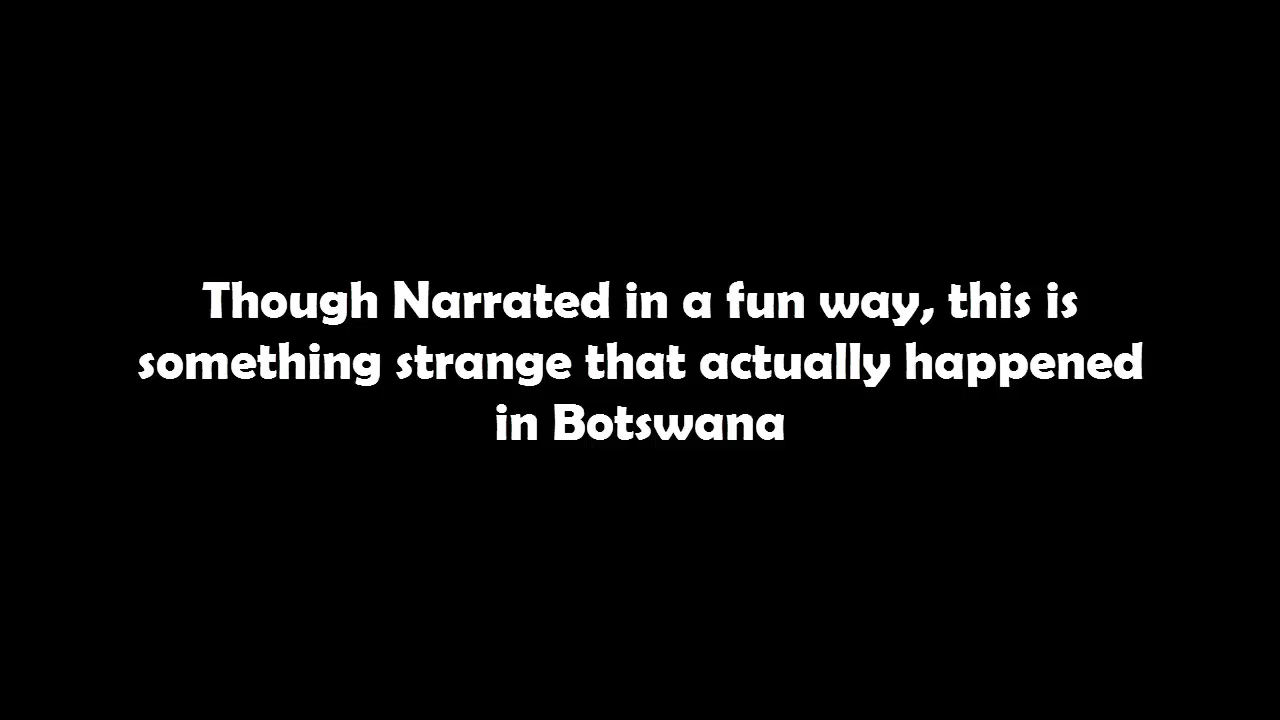 Though Narrated in a fun way, this is
something strange that actually happened
in Botswana